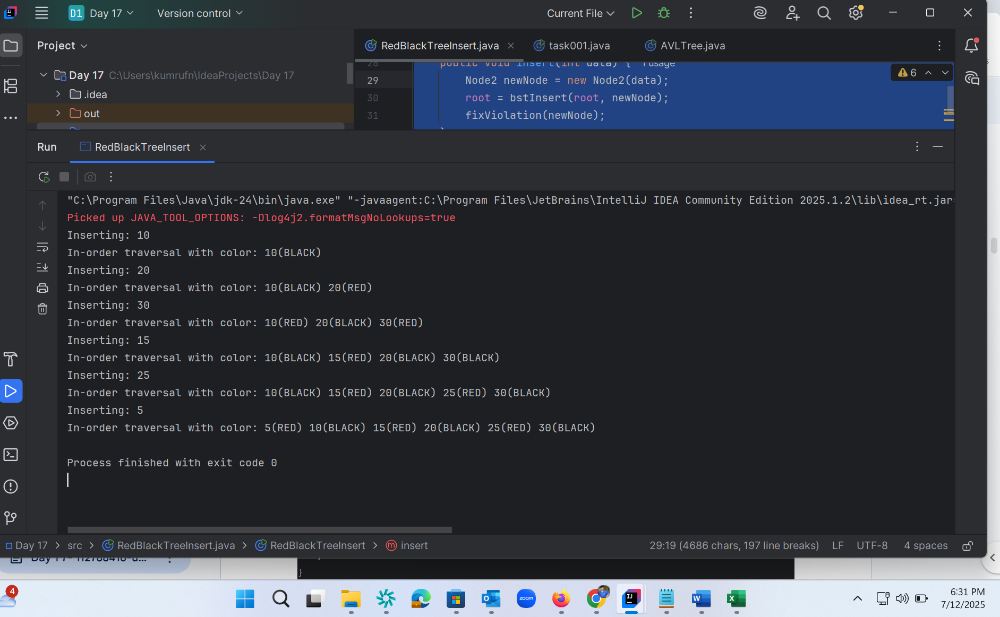 D1 Day 17 Version control Current File
Project
RedBlackTreeInsert.java task001.java AVLTree.java
Day 17 C:\Users\kumrufn\IdeaProjects\Day 17
.idea
out
28 public void insert(int data) { 1 usage
29 Node2 newNode = new Node2(data);
30 root = bstInsert(root, newNode);
31 fixViolation(newNode);
6
Run RedBlackTreeInsert
"C:\Program Files\Java\jdk-24\bin\java.exe" "-javaagent:C:\Program Files\JetBrains\IntelliJ IDEA Community Edition 2025.1.2\lib\idea_rt.jar=
Picked up JAVA_TOOL_OPTIONS: -Dlog4j2.formatMsgNoLookups=true
Inserting: 10
In-order traversal with color: 10(BLACK)
Inserting: 20
In-order traversal with color: 10(BLACK) 20(RED)
Inserting: 30
In-order traversal with color: 10(RED) 20(BLACK) 30(RED)
Inserting: 15
In-order traversal with color: 10(BLACK) 15(RED) 20(BLACK) 30(BLACK)
Inserting: 25
In-order traversal with color: 10(BLACK) 15(RED) 20(BLACK) 25(RED) 30(BLACK)
Inserting: 5
In-order traversal with color: 5(RED) 10(BLACK) 15(RED) 20(BLACK) 25(RED) 30(BLACK)
Process finished with exit code 0
Day 17 > src > RedBlackTreeInsert.java > RedBlackTreeInsert > insert 29:19 (4686 chars, 197 line breaks) LF UTF-8 4 spaces
}
4
zoom
6:31 PM
7/12/2025